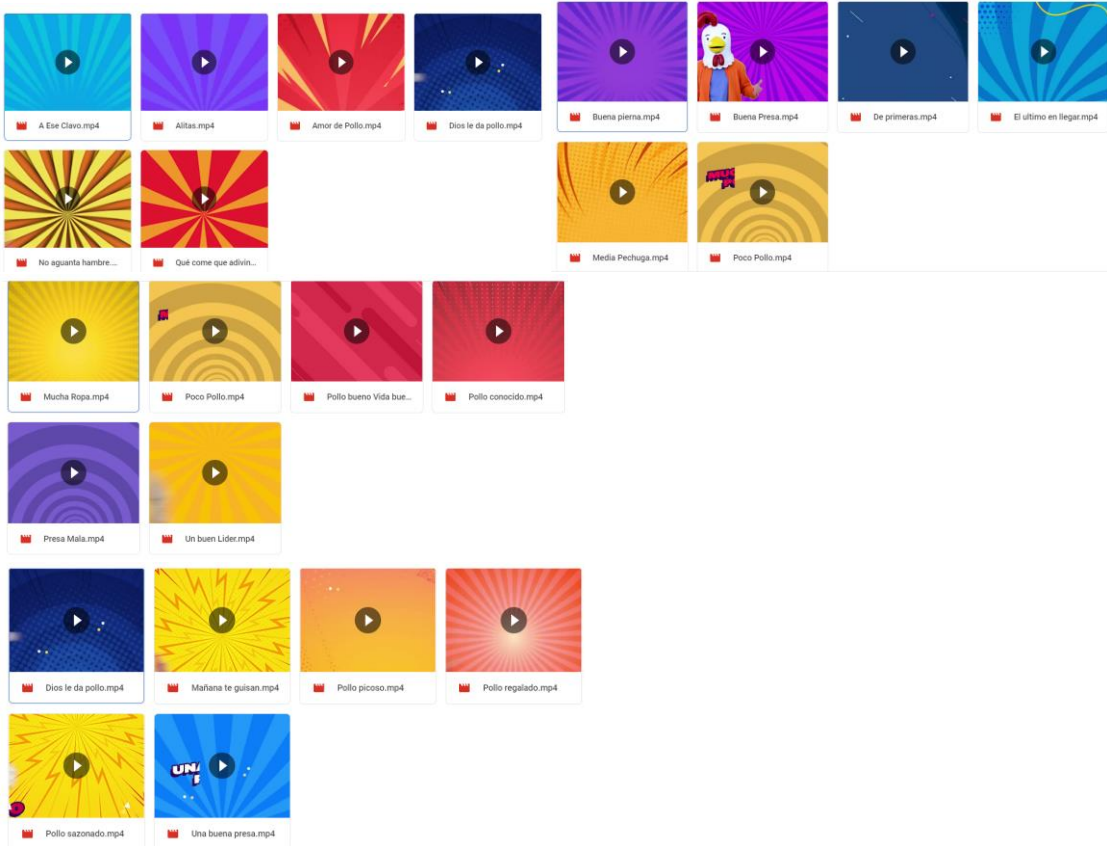 A Ese Clavo.mp4
Alitas.mp4
Amor de Pollo.mp4
Dios le da pollo.mp4
No aguanta hambre....
Qué come que adivin...
Buena pierna.mp4
Buena Presa.mp4
De primeras.mp4
El ultimo en llegar.mp4
Media Pechuga.mp4
MUC
Poco Pollo.mp4
Mucha Ropa.mp4
Poco Pollo.mp4
Pollo bueno Vida bue...
Pollo conocido.mp4
Presa Mala.mp4
Un buen Lider.mp4
Dios le da pollo.mp4
Mañana te guisan.mp4
Pollo picoso.mp4
Pollo regalado.mp4
Pollo sazonado.mp4
UNA
Una buena presa.mp4